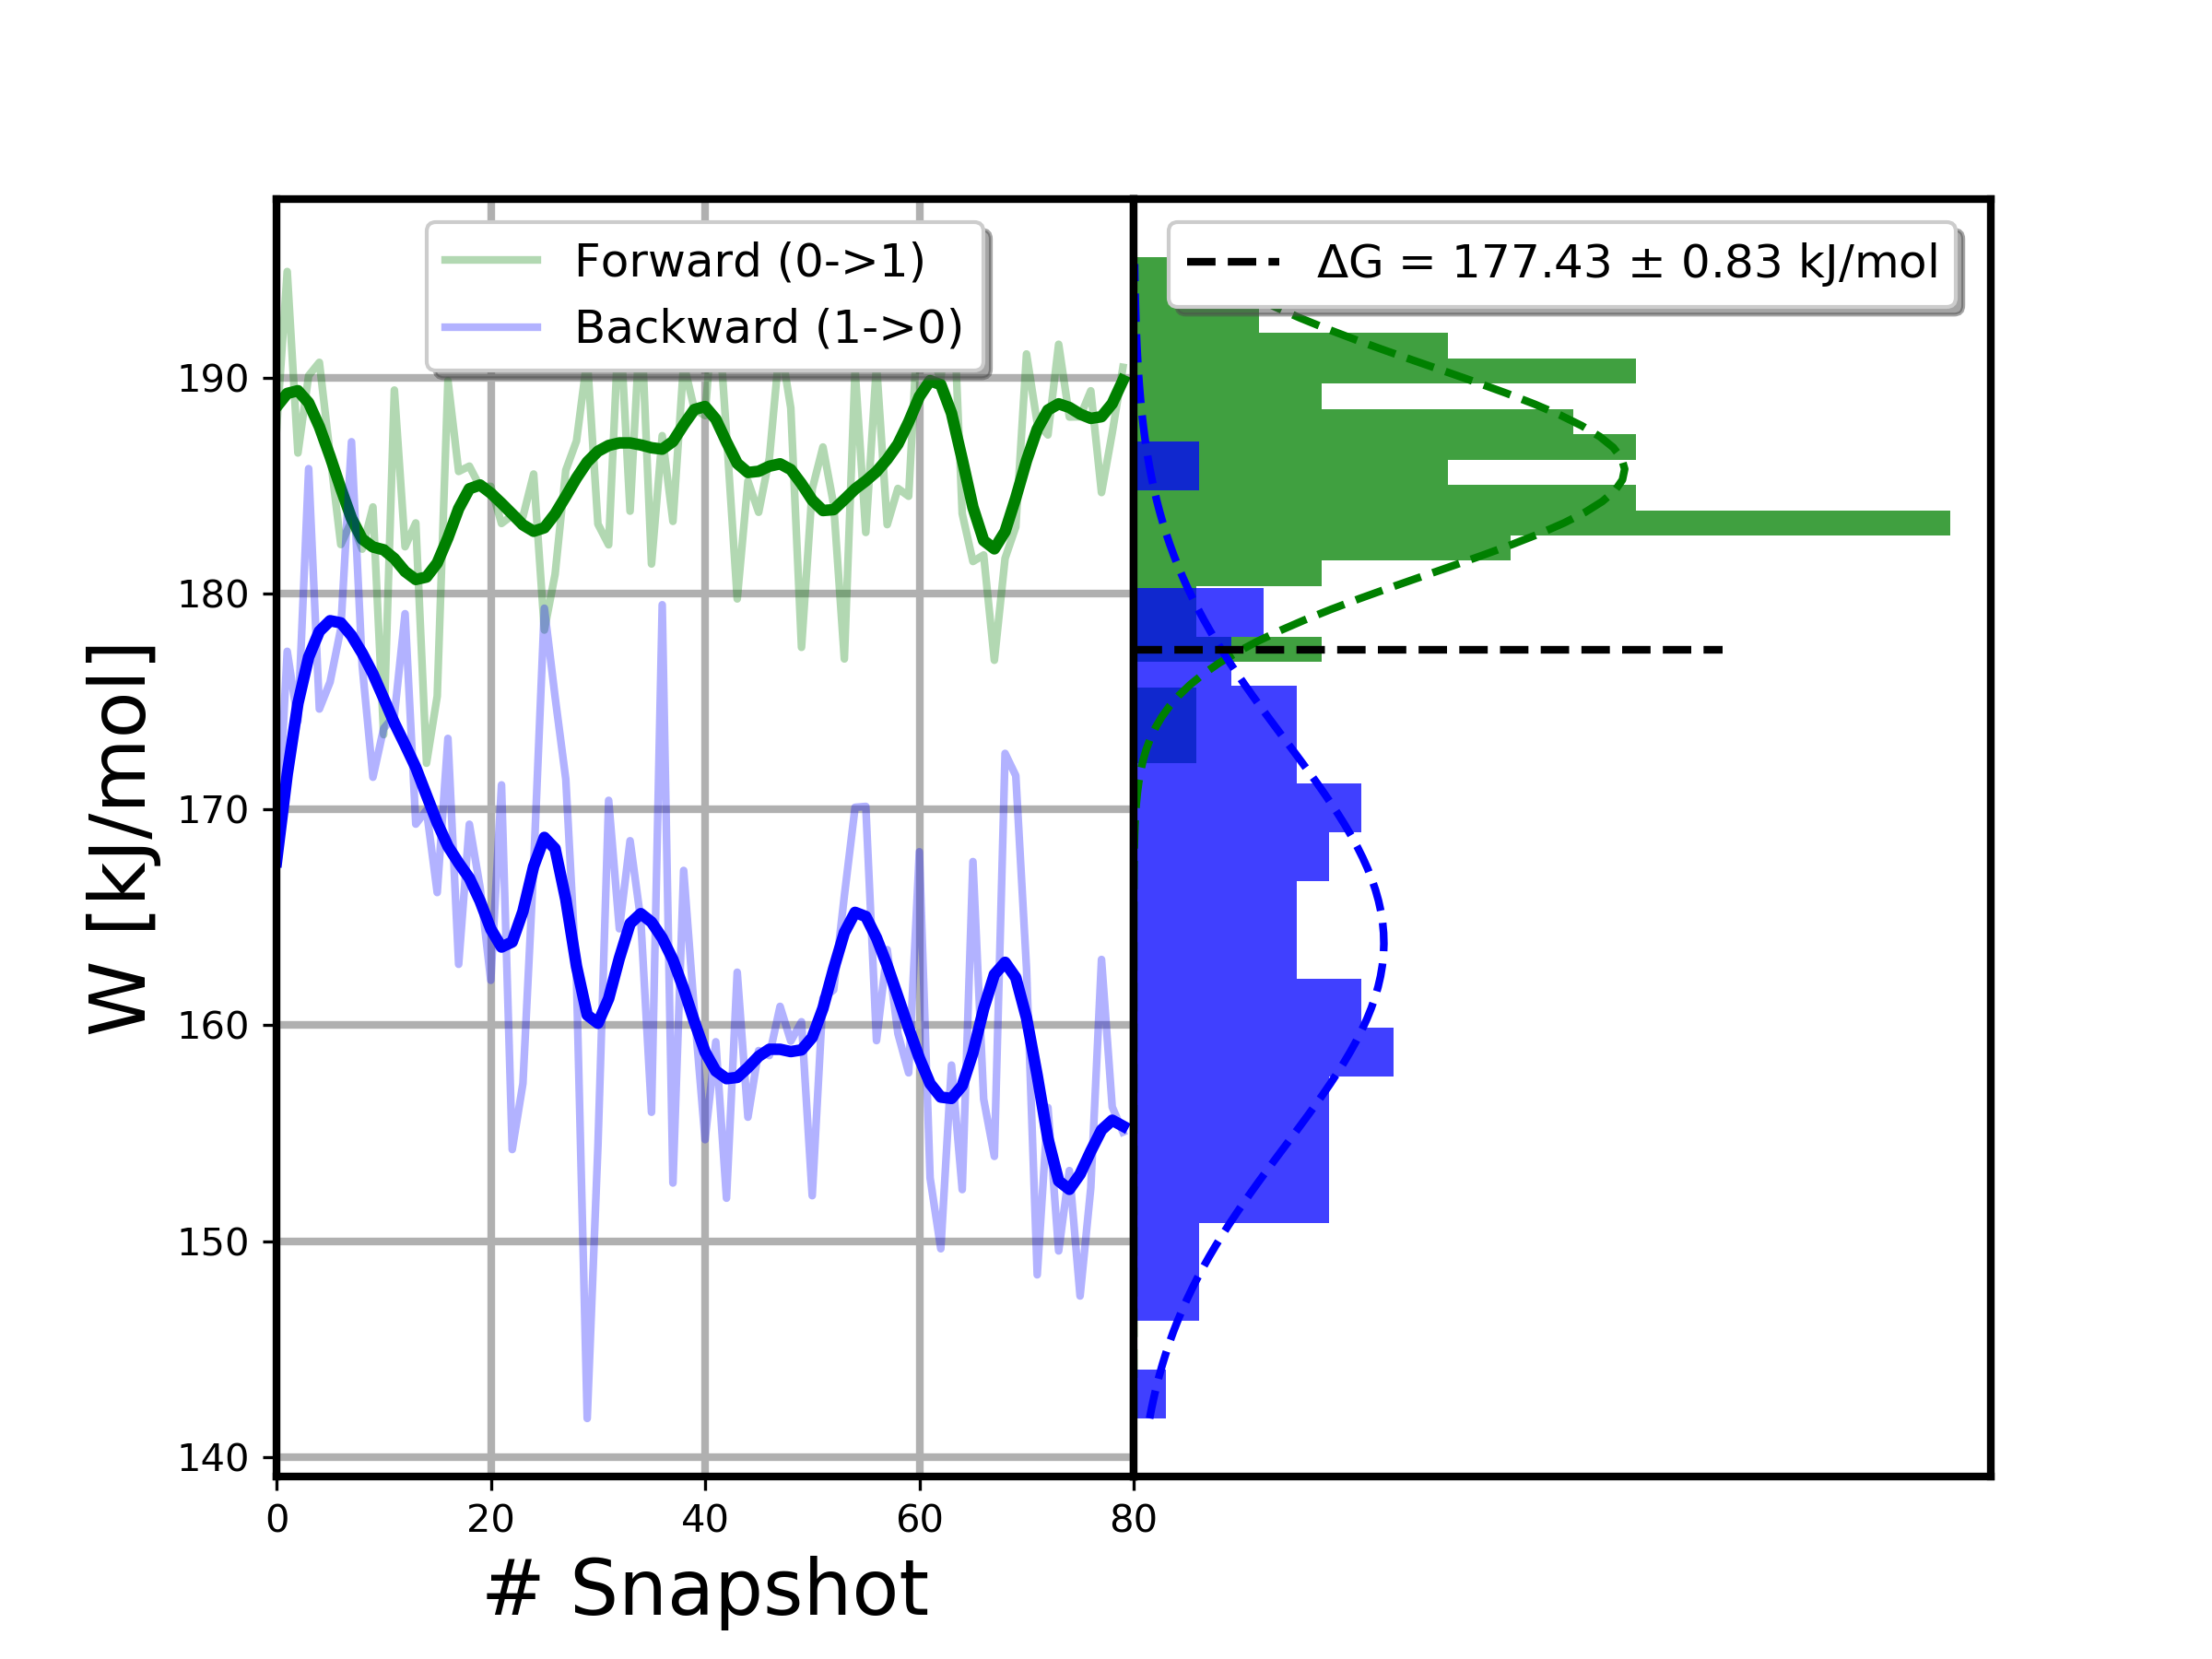 Forward (0->1)
Backward (1->0)
ΔG = 177.43 ± 0.83 kJ/mol
W [kJ/mol]
190
180
170
160
150
140
0 20 40 60 80
# Snapshot